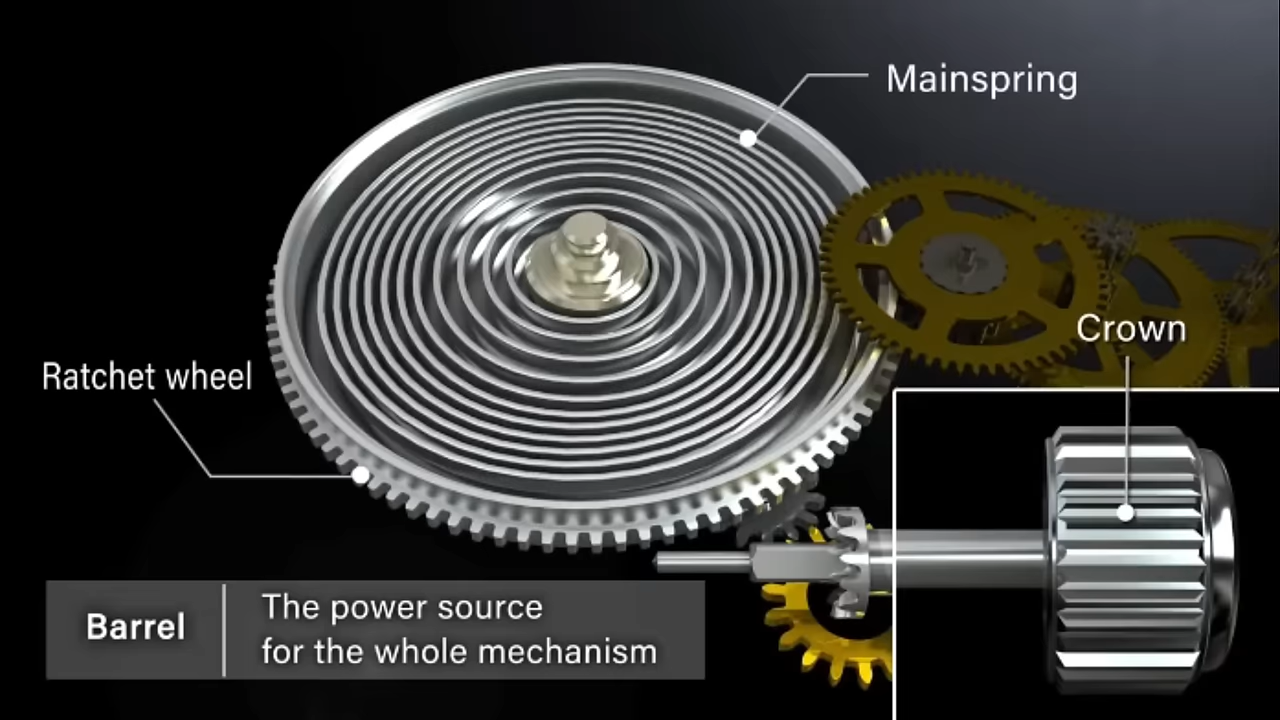 Mainspring
Crown
Ratchet wheel
Barrel
The power source
for the whole mechanism